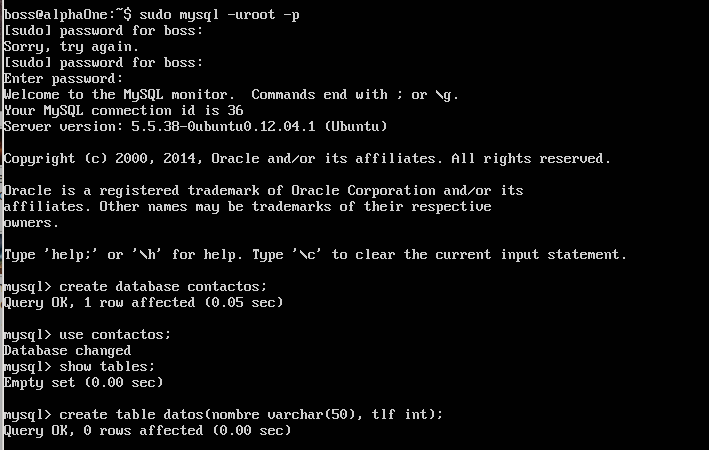 boss@alphaOne:~$ sudo mysql -uroot -p
[sudo] password for boss:
Sorry, try again.
[sudo] password for boss:
Enter password:
Welcome to the MySQL monitor.  Commands end with ; or \g.
Your MySQL connection id is 36
Server version: 5.5.38-0ubuntu0.12.04.1 (Ubuntu)
Copyright (c) 2000, 2014, Oracle and/or its affiliates. All rights reserved.
Oracle is a registered trademark of Oracle Corporation and/or its
affiliates. Other names may be trademarks of their respective
owners.
Type 'help;' or '\h' for help. Type '\c' to clear the current input statement.
mysql> create database contactos;
Query OK, 1 row affected (0.05 sec)
mysql> use contactos;
Database changed
mysql> show tables;
Empty set (0.00 sec)
mysql> create table datos(nombre varchar(50), tlf int);
Query OK, 0 rows affected (0.00 sec)